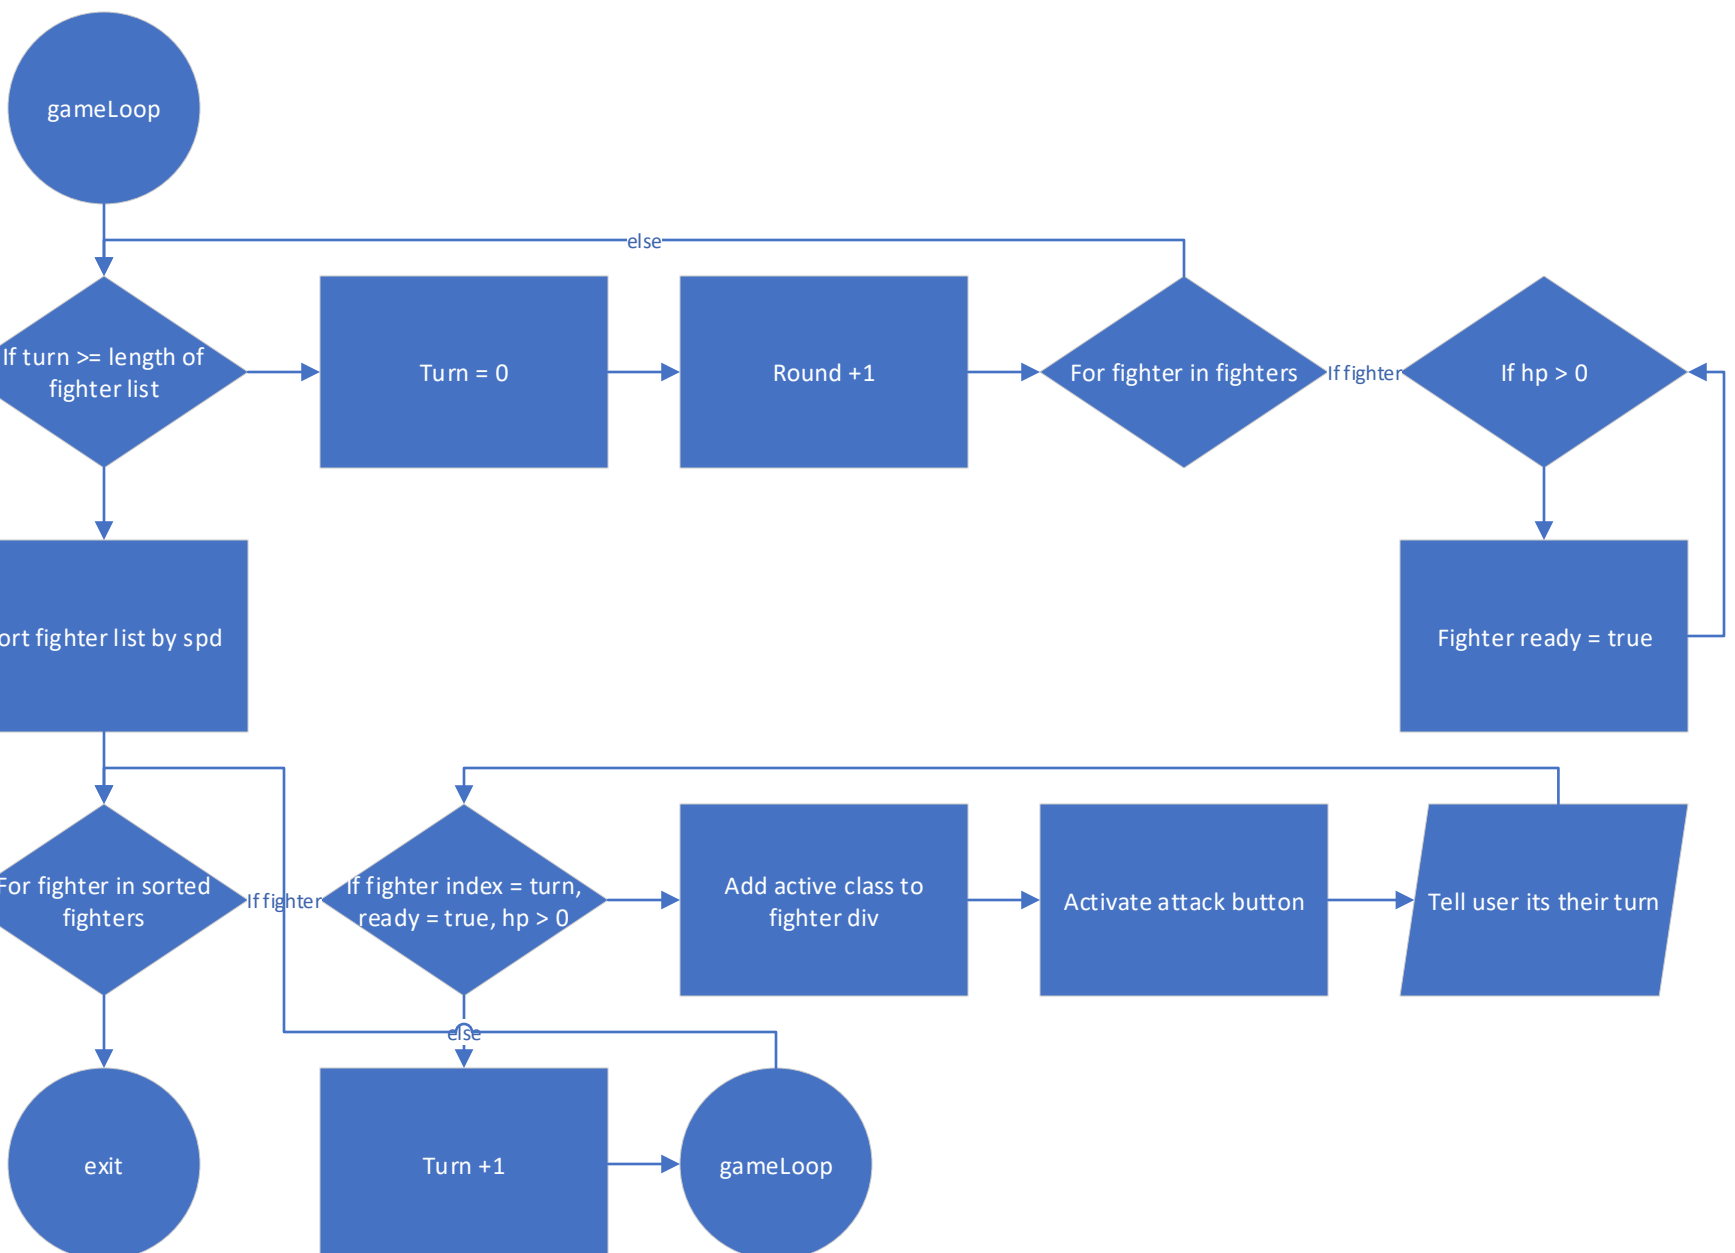 gameLoop
else
If turn >= length of
fighter list
Turn = 0
Round +1
For fighter in fighters
If fighter
If hp > 0
ort fighter list by spd
Fighter ready = true
For fighter in sorted
fighters
If fighter
If fighter index = turn,
ready = true, hp > 0
Add active class to
fighter div
Activate attack button
Tell user its their turn
else
exit
Turn +1
gameLoop